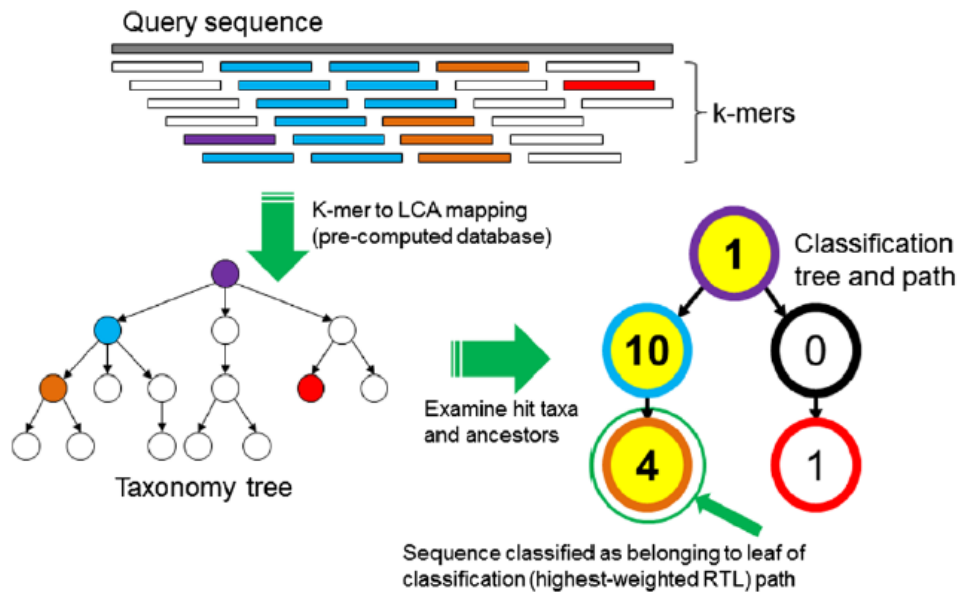 Query sequence
k-mers
K-mer to LCA mapping
(pre-computed database)
Classification
tree and path
1
10
0
4
1
Examine hit taxa
and ancestors
Taxonomy tree
Sequence classified as belonging to leaf of
classification (highest-weighted RTL) path